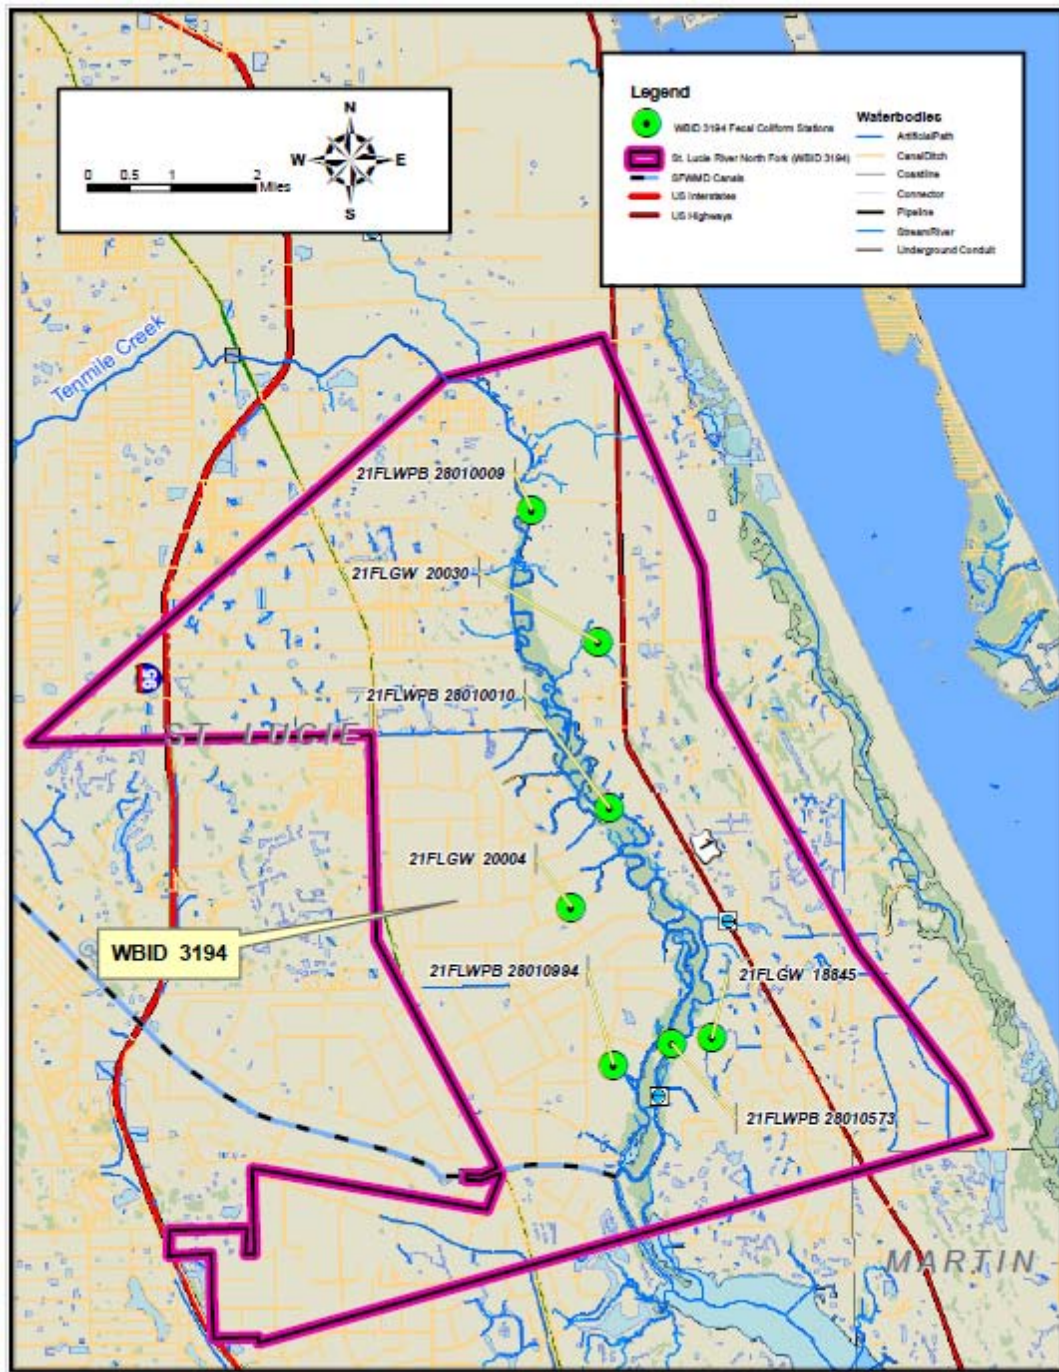 N
W E
S
0 0.5 1 2
Miles
Legend
WBID 3194 Fecal Coliform Stations
St. Lucie River North Fork (WBID 3194)
SFWMD Canals
US Interstates
US Highways
Waterbodies
ArtificialPath
CanalDitch
Coastline
Connector
Pipeline
StreamRiver
Underground Conduit
Tenmile Creek
21FLWPB 28010009
21FLGW 20030
95
21FLWPB 28010010
ST LUCIE
1
21FLGW 20004
WBID 3194
21FLWPB 28010994
21FLGW 18845
21FLWPB 28010573
MARTIN